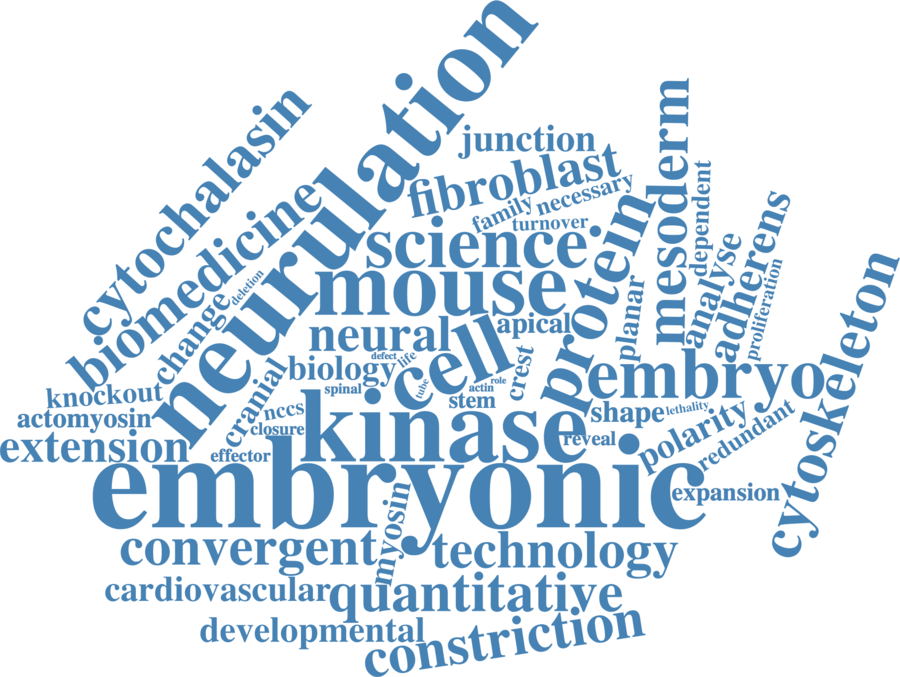 neurulation
cytochalasin
junction
mesoderm
fibroblast
biomedicine
family
necessary
turnover
dependent
science
protein
adherens
analyse
deletion
change
mouse
planar
proliferation
cytoskeleton
neural
apical
cell
defect
life
biology
crest
embryo
tube
role
actin
spinal
knockout
cranial
stem
nccs
shape
lethality
actomyosin
kinase
polarity
redundant
closure
reveal
extension
effector
embryonic
expansion
myosin
convergent
technology
cardiovascular
quantitative
developmental
constriction